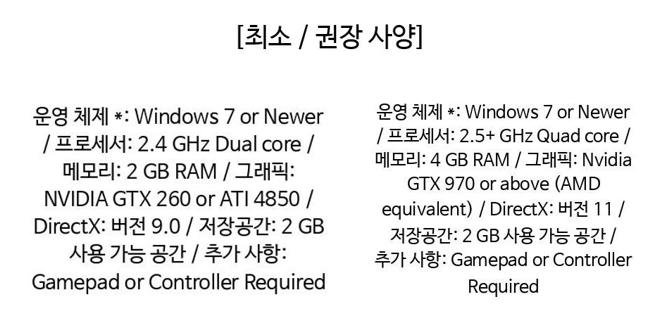 [최소 / 권장 사양]
운영 체제 *: Windows 7 or Newer
/ 프로세서: 2.4 GHz Dual core /
메모리: 2 GB RAM / 그래픽:
NVIDIA GTX 260 or ATI 4850 /
DirectX: 버전 9.0 / 저장공간: 2 GB
사용 가능 공간 / 추가 사항:
Gamepad or Controller Required
운영 체제 *: Windows 7 or Newer
/ 프로세서: 2.5+ GHz Quad core /
메모리: 4 GB RAM / 그래픽: Nvidia
GTX 970 or above (AMD
equivalent) / DirectX: 버전 11 /
저장공간: 2 GB 사용 가능 공간 /
추가 사항: Gamepad or Controller
Required